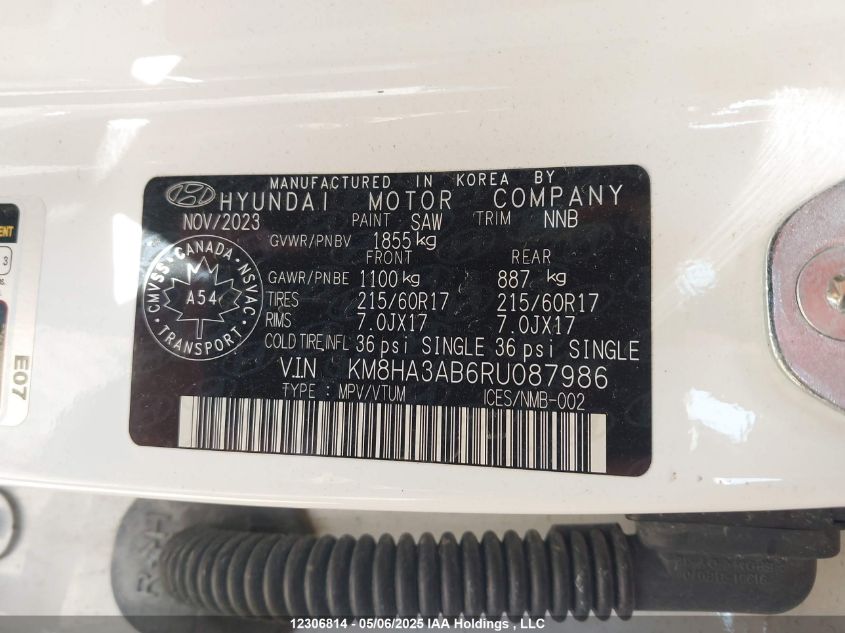 MANUFACTURED IN KOREA BY
HYUNDAI MOTOR COMPANY
NOV/2023 PAINT SAW TRIM NNB
GVWR/PNBV 1855 kg
FRONT REAR
GAWR/PNBE 1100 kg 887 kg
TIRES 215/60R17 215/60R17
RIMS 7.0JX17 7.0JX17
COLD TIRE,INFL 36 psi SINGLE 36 psi SINGLE
VIN KM8HA3AB6RU087986
TYPE : MPV/VTUM ICES/NMB-002
CMVSS • CANADA • NSVAC
A54
TRANSPORT
3
E07
RSH
12306814 - 05/06/2025 IAA Holdings , LLC